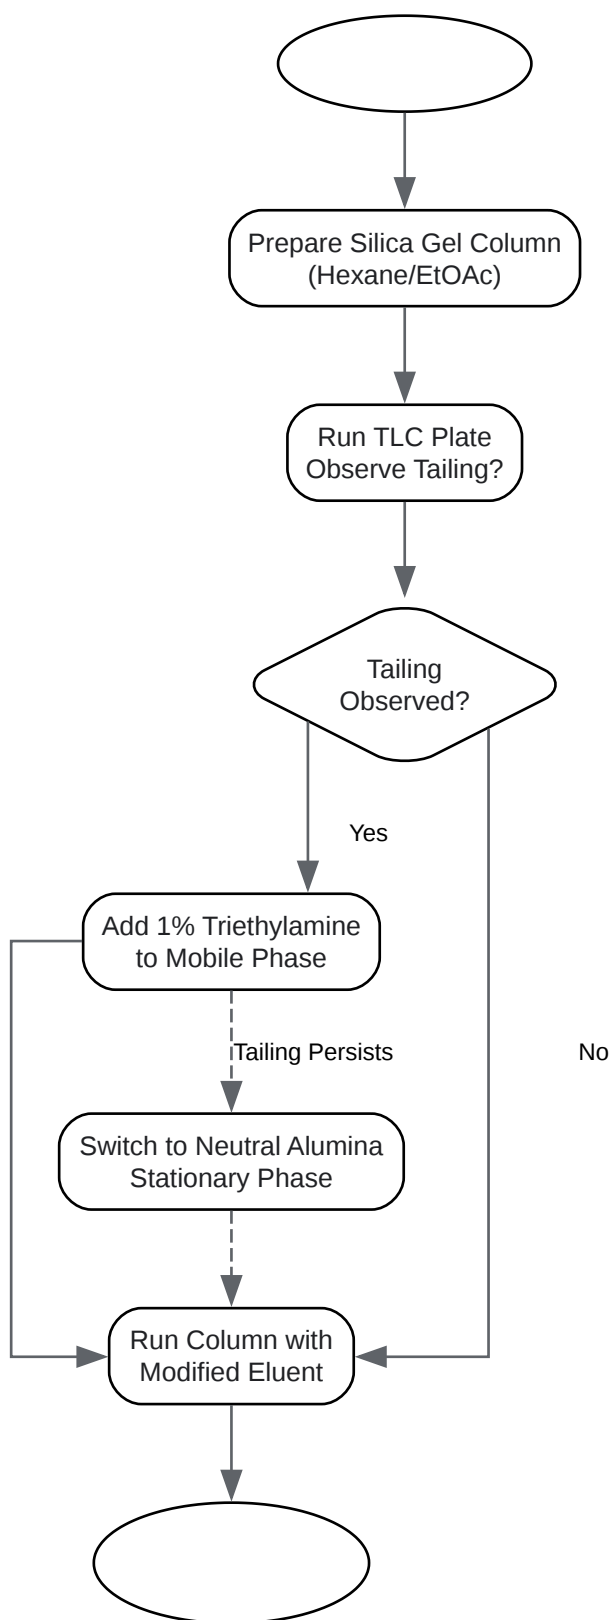 Prepare Silica Gel Column
(Hexane/EtOAc)
Run TLC Plate
Observe Tailing?
Tailing
Observed?
Yes
Add 1% Triethylamine
to Mobile Phase
Tailing Persists
No
Switch to Neutral Alumina
Stationary Phase
Run Column with
Modified Eluent